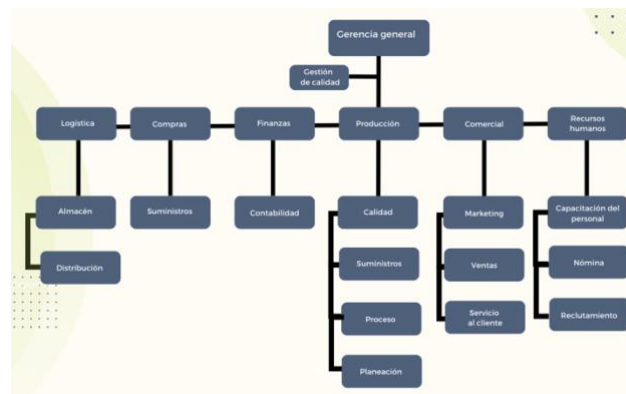 Gerencia general
Gestión
de calidad
Logística
Compras
Finanzas
Producción
Comercial
Recursos
humanos
Almacén
Suministros
Contabilidad
Calidad
Marketing
Capacitación del
personal
Distribución
Suministros
Ventas
Nómina
Proceso
Servicio
al cliente
Reclutamiento
Planeación